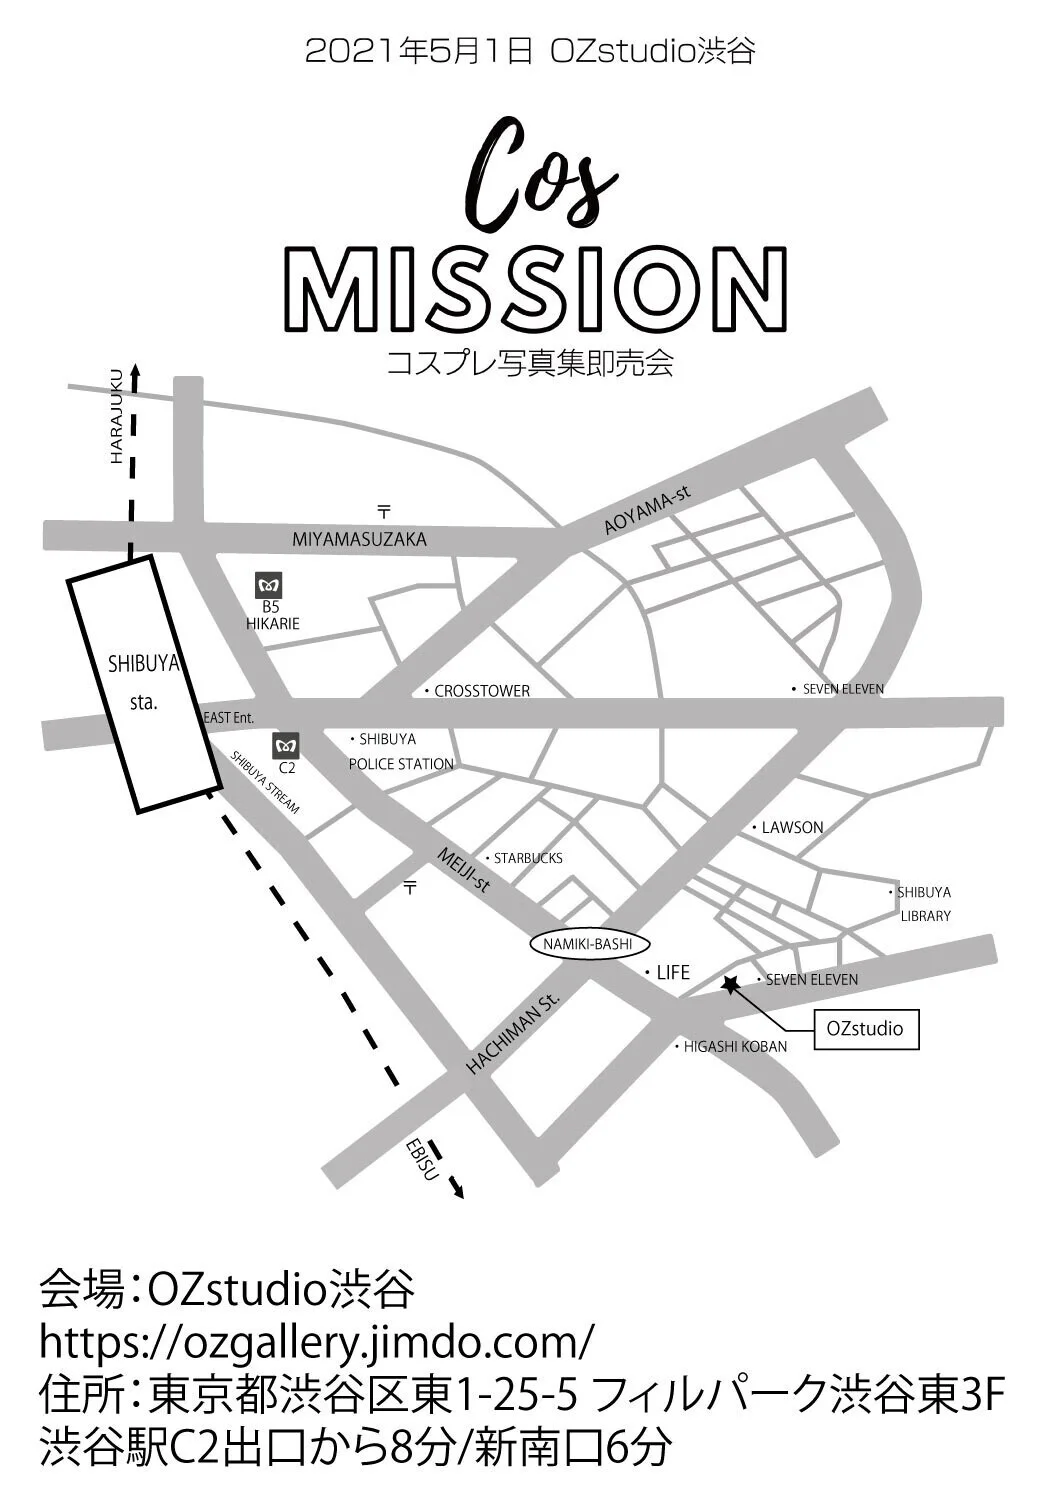 2021年5月1日 OZstudio渋谷
Cos
MISSION
コスプレ写真集即売会
HARAJUKU
〒
MIYAMASUZAKA
AOYAMA-st
B5
HIKARIE
SHIBUYA
sta.
EAST Ent.
CROSSTOWER
SEVEN ELEVEN
SHIBUYA
POLICE STATION
C2
SHIBUYA STREAM
LAWSON
MEIJI-st
STARBUCKS
〒
SHIBUYA
LIBRARY
NAMIKI-BASHI
LIFE
SEVEN ELEVEN
OZstudio
HACHIMAN St.
HIGASHI KOBAN
EBISU
会場：OZstudio渋谷
https://ozgallery.jimdo.com/
住所：東京都渋谷区東1-25-5 フィルパーク渋谷東3F
渋谷駅C2出口から8分/新南口6分